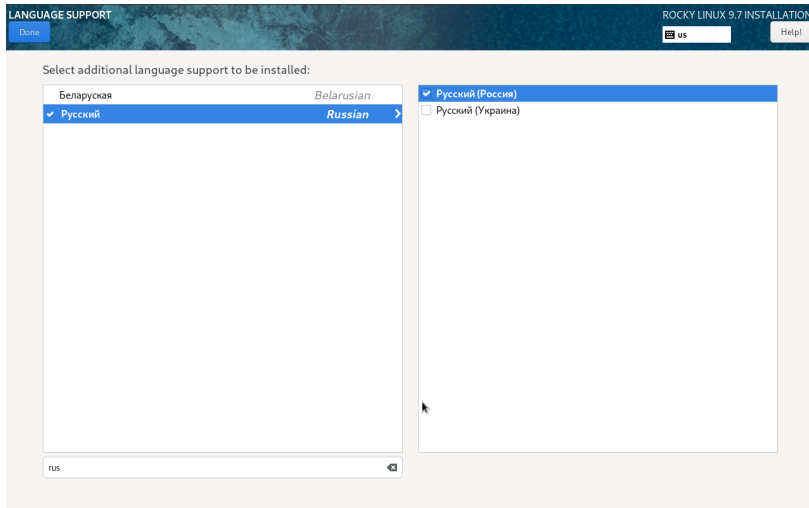 LANGUAGE SUPPORT
ROCKY LINUX 9.7 INSTALLATION
Done
us
Help!
Select additional language support to be installed:
Беларуская Belarusian
Русский Russian
Русский (Россия)
Русский (Украина)
rus